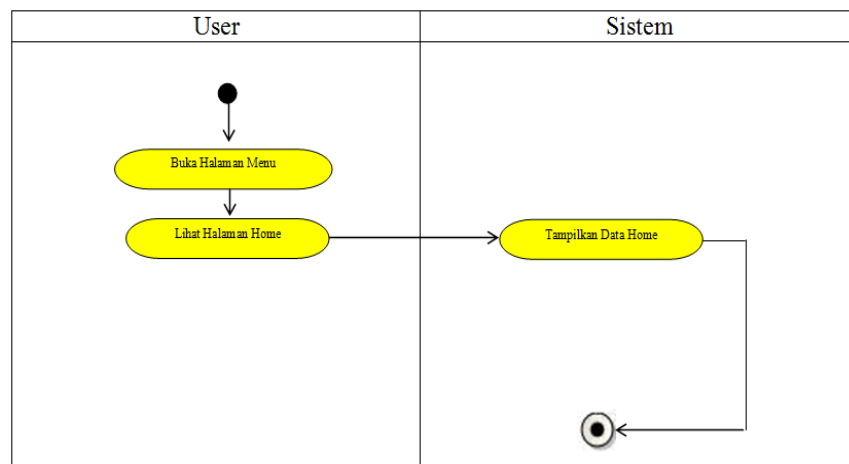 User
Sistem
Buka Halaman Menu
Lihat Halaman Home
Tampilkan Data Home